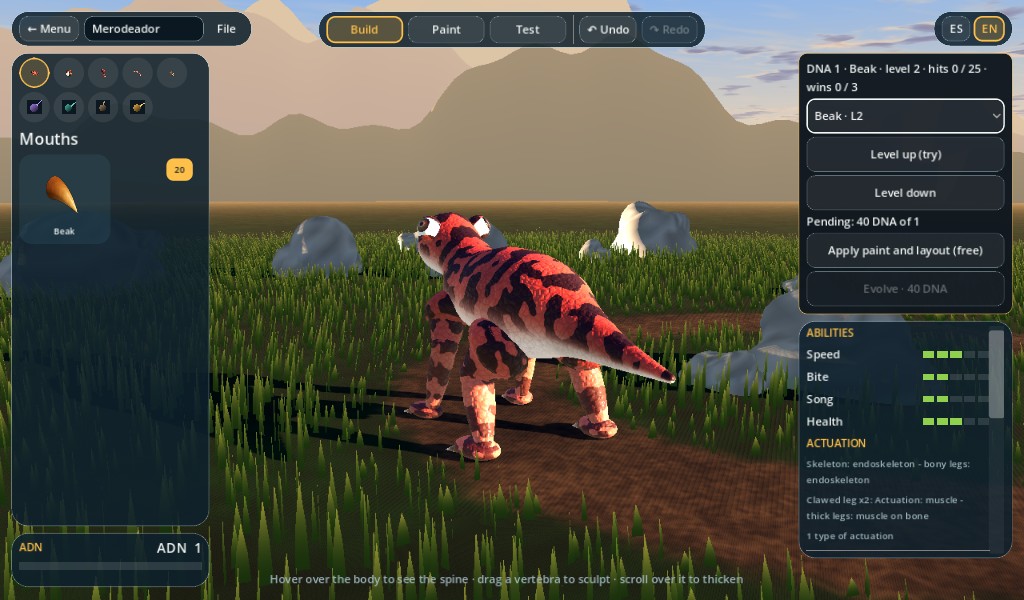 ← Menu
Merodeador
File
Build
Paint
Test
↶ Undo
↷ Redo
ES
EN
Mouths
20
Beak
ADN
ADN 1
DNA 1 · Beak · level 2 · hits 0 / 25 ·
wins 0 / 3
Beak · L2
Level up (try)
Level down
Pending: 40 DNA of 1
Apply paint and layout (free)
Evolve · 40 DNA
ABILITIES
Speed
Bite
Song
Health
ACTUATION
Skeleton: endoskeleton - bony legs:
endoskeleton
Clawed leg x2: Actuation: muscle -
thick legs: muscle on bone
1 type of actuation
Hover over the body to see the spine · drag a vertebra to sculpt · scroll over it to thicken